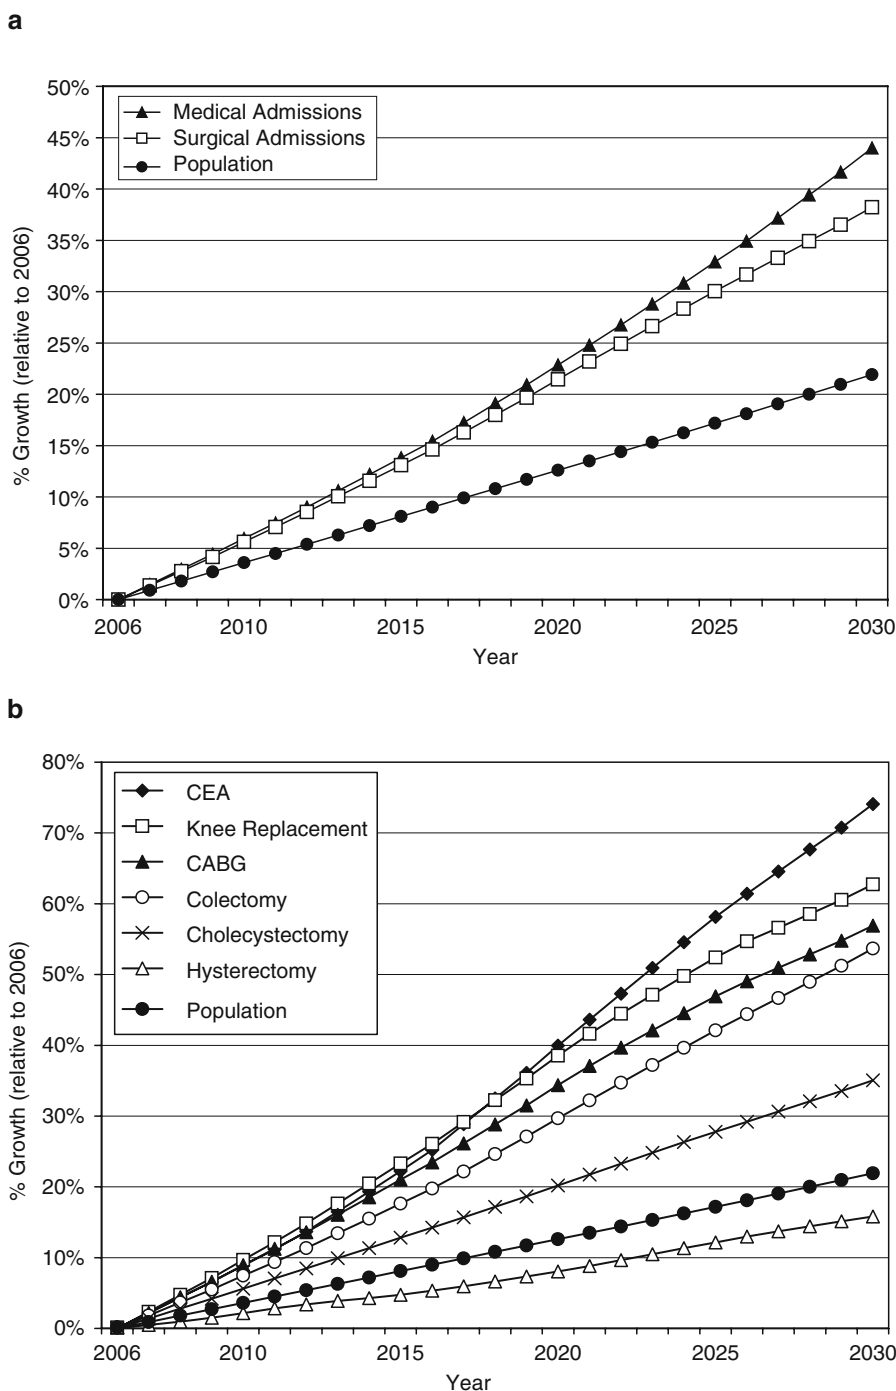 a
50%
45%
40%
35%
30%
25%
20%
15%
10%
5%
0%
% Growth (relative to 2006)
Medical Admissions
Surgical Admissions
Population
2006 2010 2015 2020 2025 2030
Year
b
80%
70%
60%
50%
40%
30%
20%
10%
0%
% Growth (relative to 2006)
CEA
Knee Replacement
CABG
Colectomy
Cholecystectomy
Hysterectomy
Population
2006 2010 2015 2020 2025 2030
Year